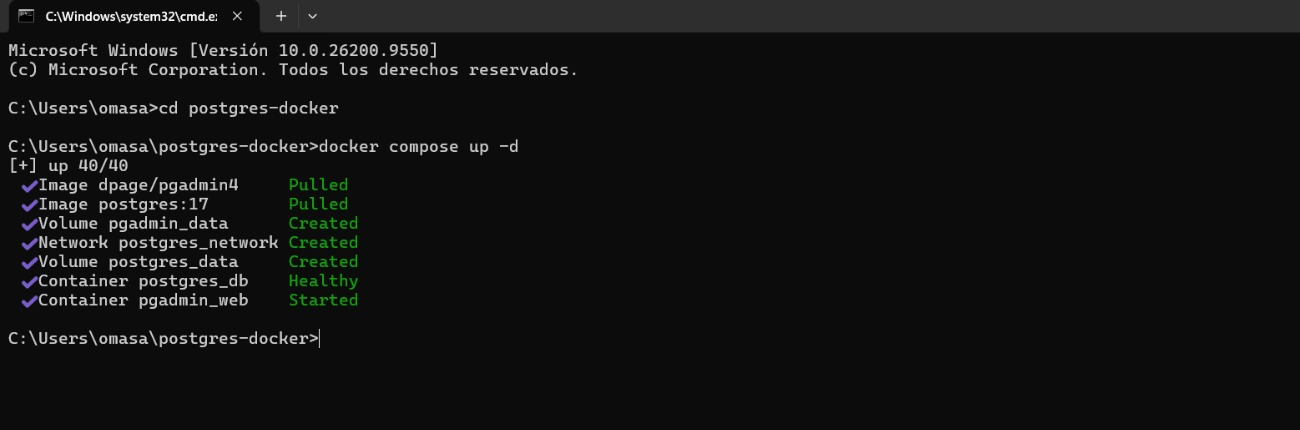 C:\Windows\system32\cmd.e:
Microsoft Windows [Versión 10.0.26200.9550]
(c) Microsoft Corporation. Todos los derechos reservados.
C:\Users\omasa>cd postgres-docker
C:\Users\omasa\postgres-docker>docker compose up -d
[+] up 40/40
✔Image dpage/pgadmin4 Pulled
✔Image postgres:17 Pulled
✔Volume pgadmin_data Created
✔Network postgres_network Created
✔Volume postgres_data Created
✔Container postgres_db Healthy
✔Container pgadmin_web Started
C:\Users\omasa\postgres-docker>